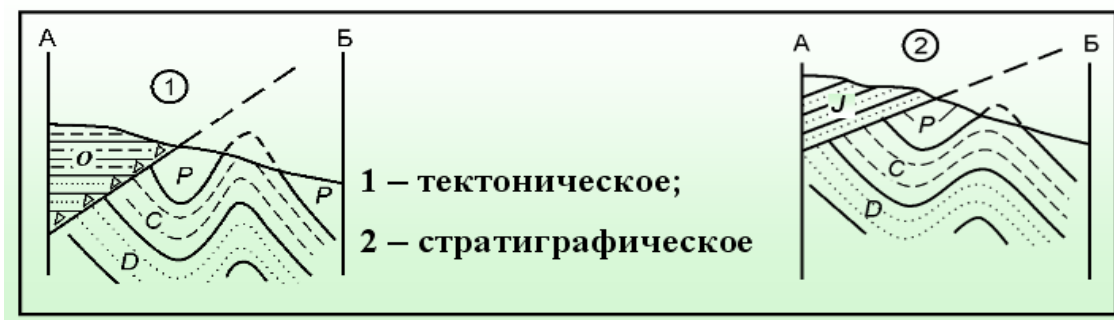 А
Б
1
О
P
P
C
D
1 – тектоническое;
2 – стратиграфическое
А
Б
2
J
P
C
D